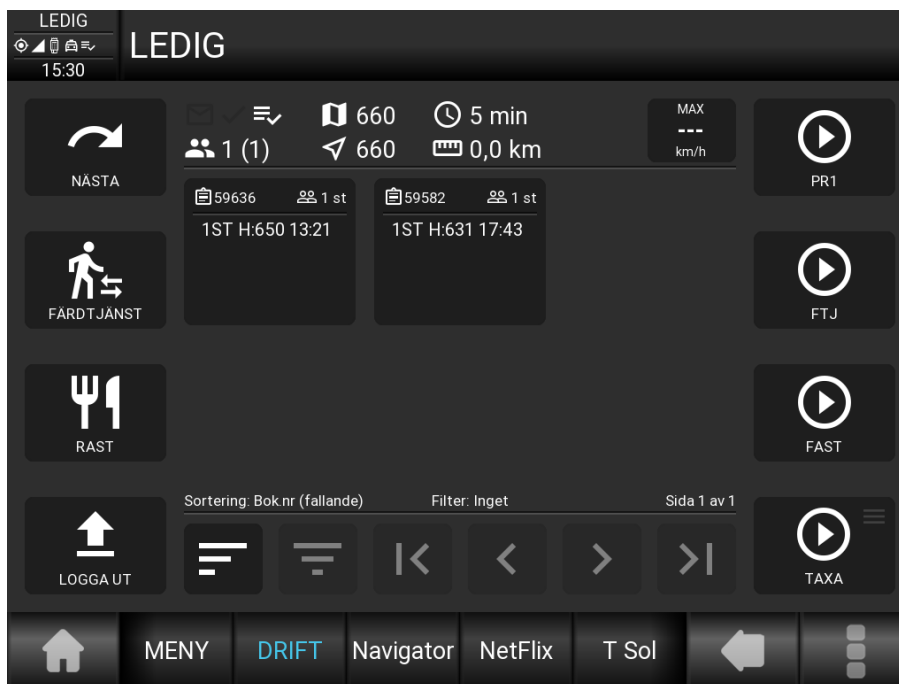 LEDIG
15:30
LEDIG
NÄSTA
660
5 min
1 (1)
660
0,0 km
MAX
---
km/h
PR1
59636 1 st
1ST H:650 13:21
59582 1 st
1ST H:631 17:43
FÄRDTJÄNST
FTJ
RAST
FAST
Sortering: Bok.nr (fallande) Filter: Inget Sida 1 av 1
LOGGA UT
TAXA
MENY DRIFT Navigator NetFlix T Sol